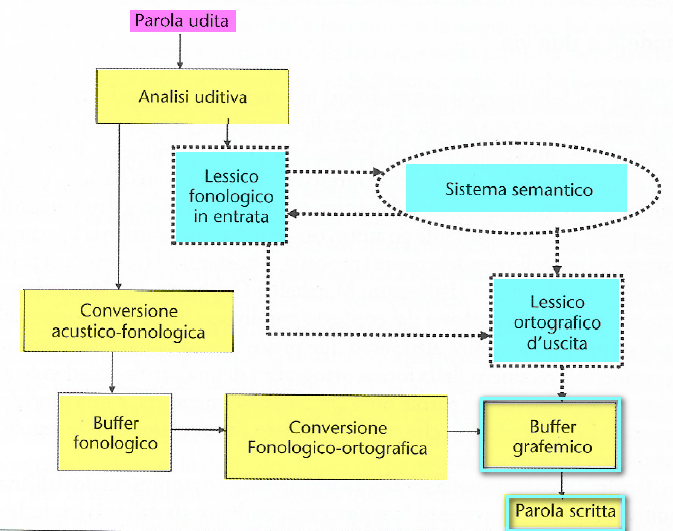 Parola udita
Analisi uditiva
Lessico
fonologico
in entrata
Sistema semantico
Lessico
ortografico
d'uscita
Conversione
acustico-fonologica
Buffer
fonologico
Conversione
Fonologico-ortografica
Buffer
grafemico
Parola scritta